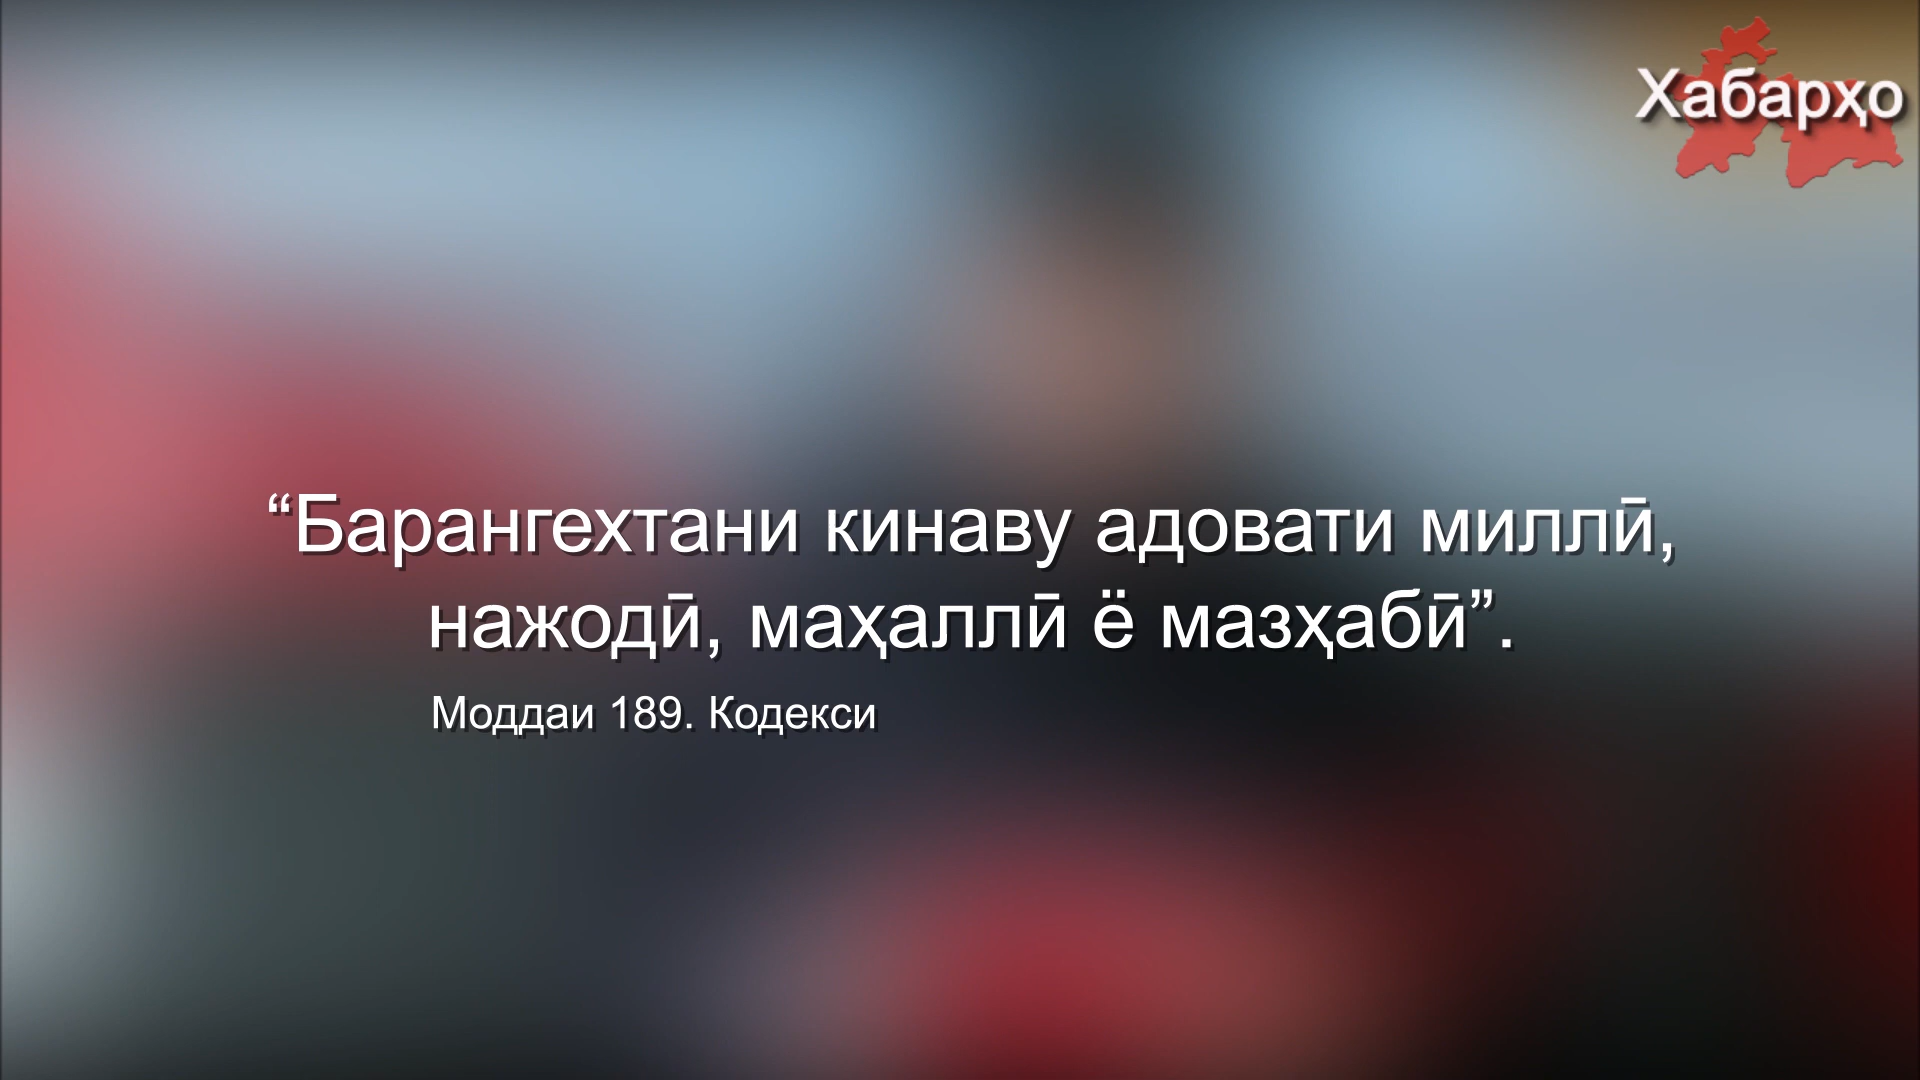 Хабарҳо
“Барангехтани кинаву адовати миллӣ,
нажодӣ, маҳаллӣ ё мазҳабӣ”.
Моддаи 189. Кодекси